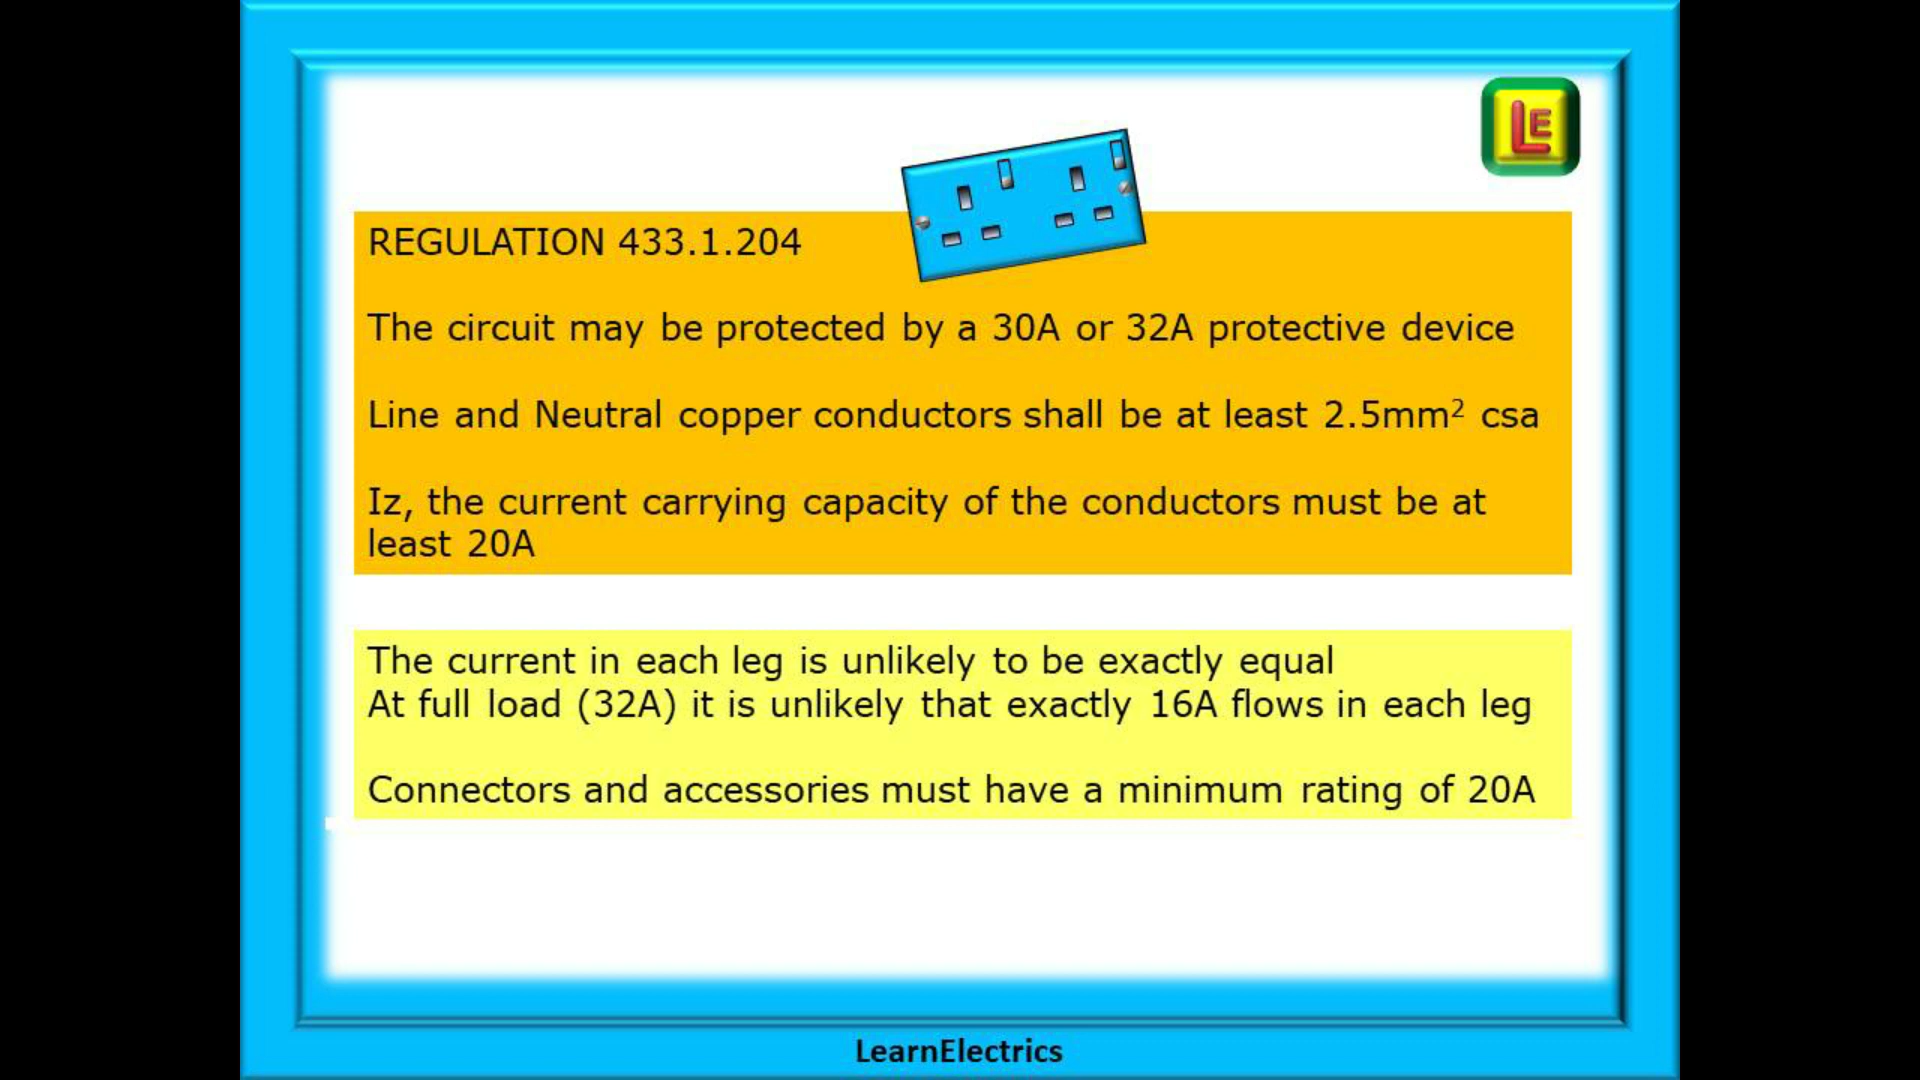 LE
REGULATION 433.1.204
The circuit may be protected by a 30A or 32A protective device
Line and Neutral copper conductors shall be at least 2.5mm² csa
Iz, the current carrying capacity of the conductors must be at
least 20A
The current in each leg is unlikely to be exactly equal
At full load (32A) it is unlikely that exactly 16A flows in each leg
Connectors and accessories must have a minimum rating of 20A
LearnElectrics